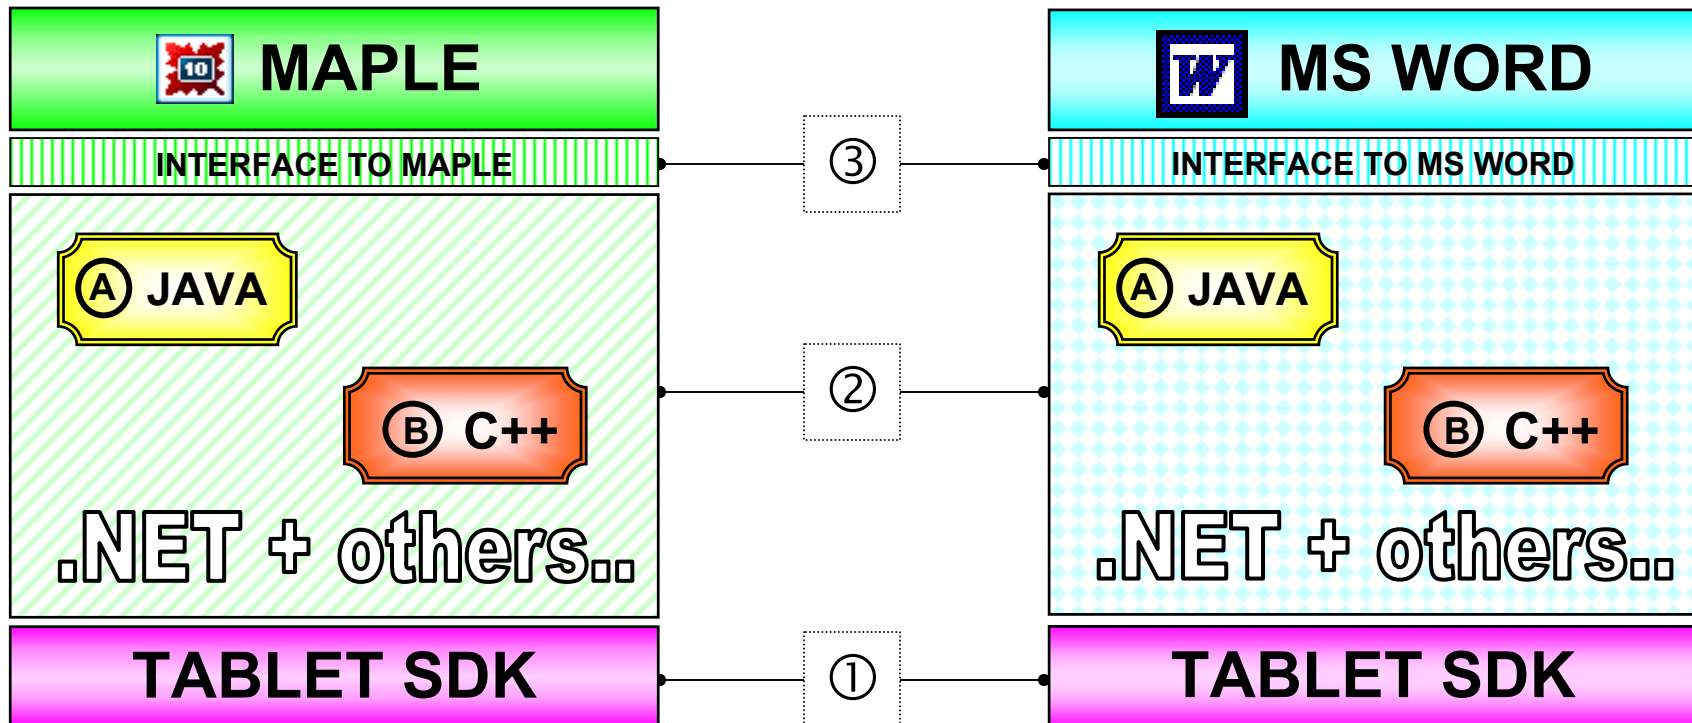 10 MAPLE
INTERFACE TO MAPLE
Ⓐ JAVA
Ⓑ C++
.NET + others..
TABLET SDK
③
②
①
W MS WORD
INTERFACE TO MS WORD
Ⓐ JAVA
Ⓑ C++
.NET + others..
TABLET SDK